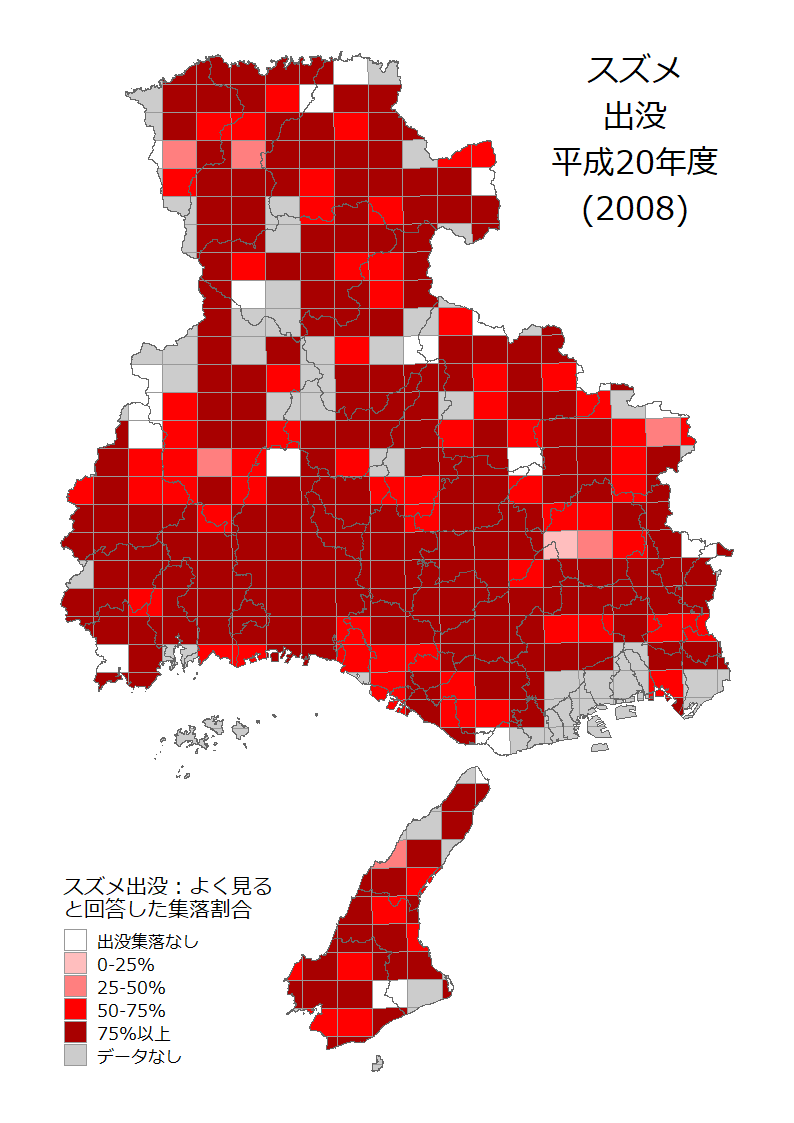 スズメ
出没
平成20年度
(2008)
スズメ出没：よく見る
と回答した集落割合
出没集落なし
0-25%
25-50%
50-75%
75%以上
データなし